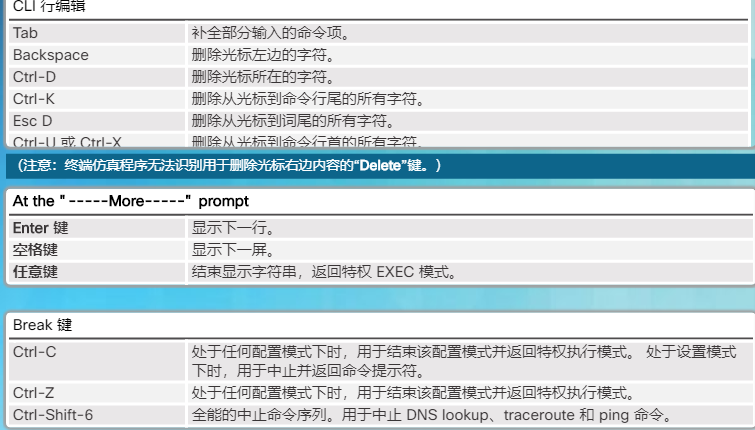 CLI 行编辑
Tab 补全部分输入的命令项。
Backspace 删除光标左边的字符。
Ctrl-D 删除光标所在的字符。
Ctrl-K 删除从光标到命令行尾的所有字符。
Esc D 删除从光标到词尾的所有字符。
Ctrl-U 或 Ctrl-X 删除从光标到命令行首的所有字符。
（注意：终端仿真程序无法识别用于删除光标右边内容的“Delete”键。）
At the " -----More-----" prompt
Enter 键 显示下一行。
空格键 显示下一屏。
任意键 结束显示字符串，返回特权 EXEC 模式。
Break 键
Ctrl-C 处于任何配置模式下时，用于结束该配置模式并返回特权执行模式。 处于设置模式
下时，用于中止并返回命令提示符。
Ctrl-Z 处于任何配置模式下时，用于结束该配置模式并返回特权执行模式。
Ctrl-Shift-6 全能的中止命令序列。用于中止 DNS lookup、traceroute 和 ping 命令。